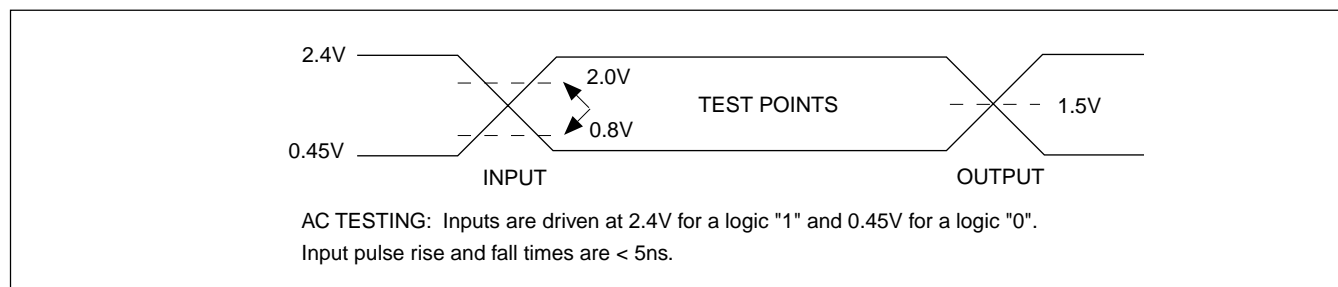 2.4V
2.0V
TEST POINTS
1.5V
0.8V
0.45V
INPUT
OUTPUT
AC TESTING: Inputs are driven at 2.4V for a logic "1" and 0.45V for a logic "0".
Input pulse rise and fall times are < 5ns.